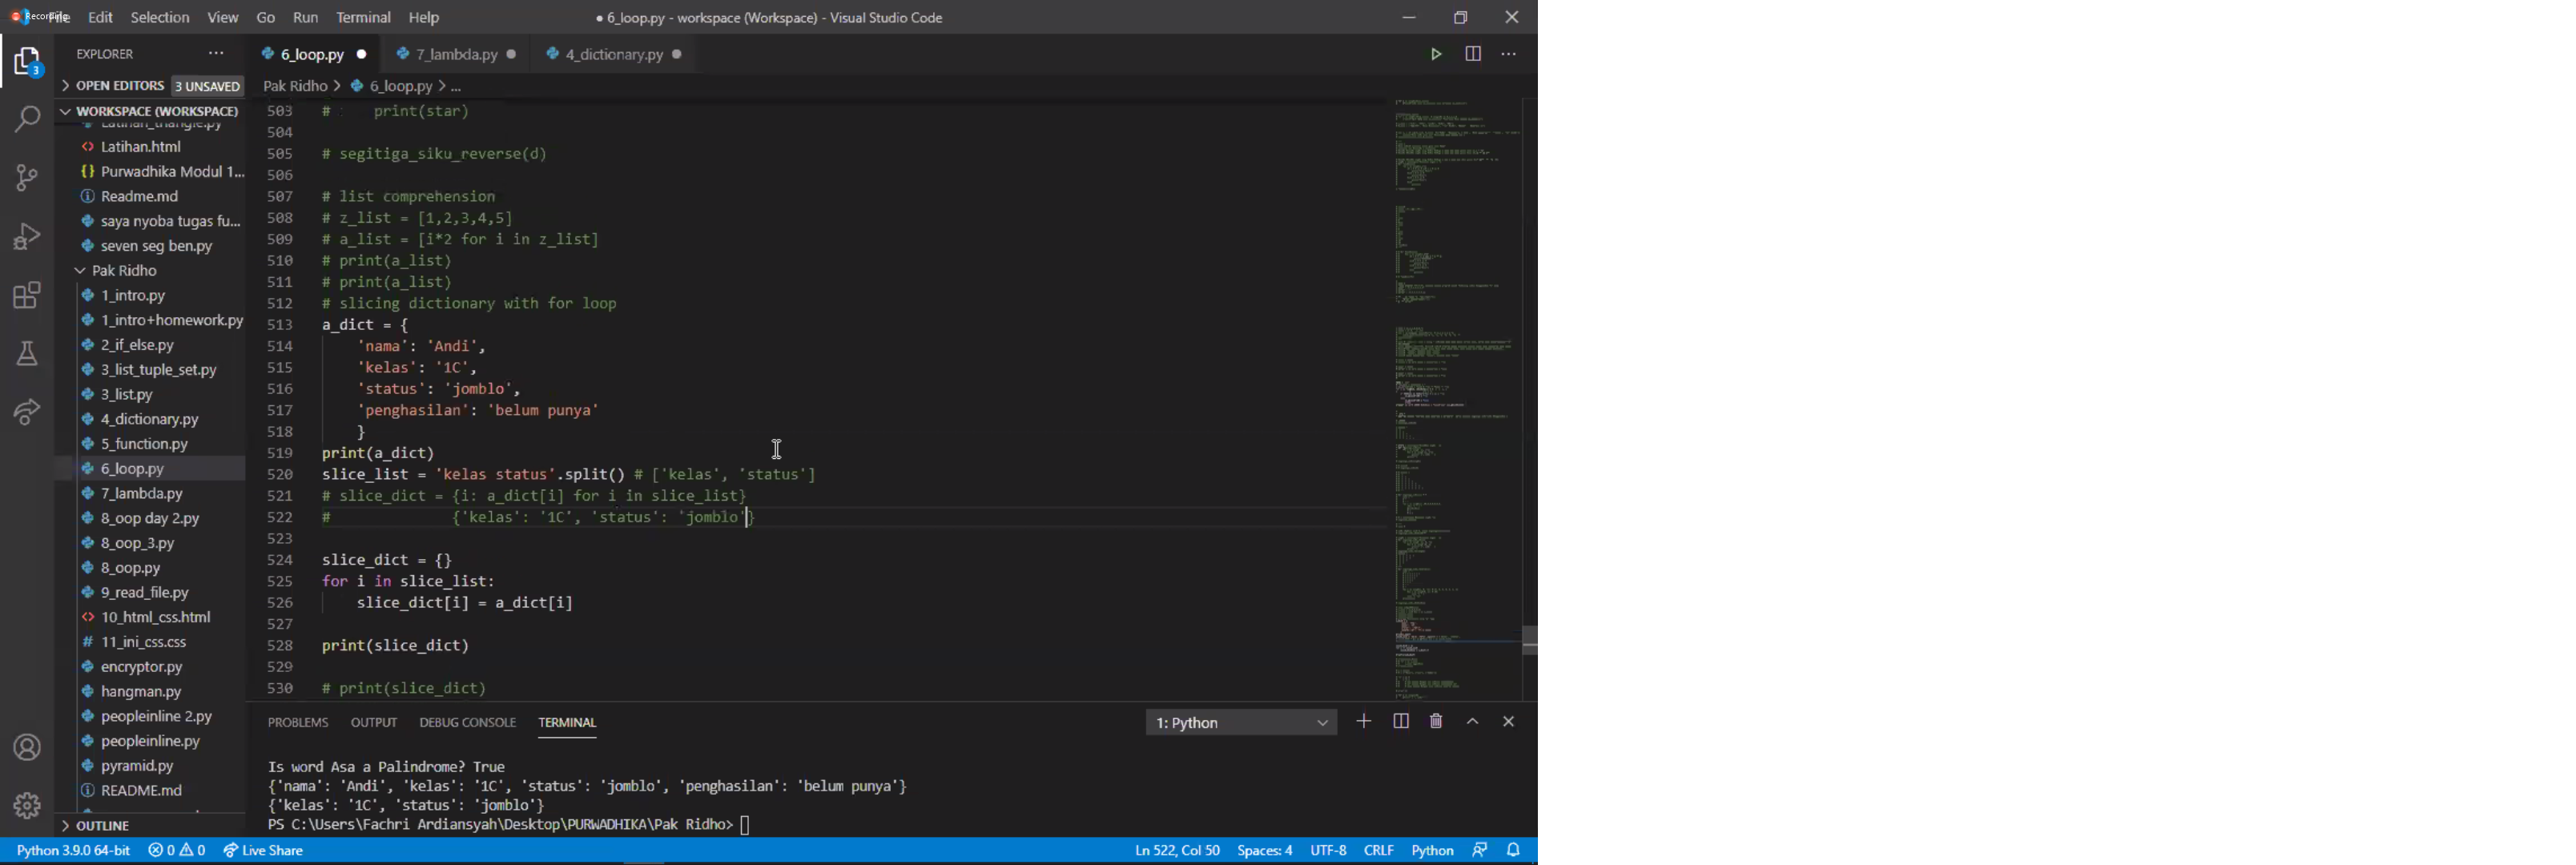 Recording
File Edit Selection View Go Run Terminal Help
● 6_loop.py - workspace (Workspace) - Visual Studio Code
EXPLORER ...
3
OPEN EDITORS 3 UNSAVED
WORKSPACE (WORKSPACE)
Latihan_triangle.py
<> Latihan.html
{} Purwadhika Modul 1...
Readme.md
saya nyoba tugas fu...
seven seg ben.py
Pak Ridho
1_intro.py
1_intro+homework.py
2_if_else.py
3_list_tuple_set.py
3_list.py
4_dictionary.py
5_function.py
6_loop.py
7_lambda.py
8_oop day 2.py
8_oop_3.py
8_oop.py
9_read_file.py
<> 10_html_css.html
# 11_ini_css.css
encryptor.py
hangman.py
peopleinline 2.py
peopleinline.py
pyramid.py
README.md
OUTLINE
6_loop.py ● 7_lambda.py ● 4_dictionary.py ●
Pak Ridho > 6_loop.py > ...
503 #     print(star)
504
505 # segitiga_siku_reverse(d)
506
507 # list comprehension
508 # z_list = [1,2,3,4,5]
509 # a_list = [i*2 for i in z_list]
510 # print(a_list)
511 # print(a_list)
512 # slicing dictionary with for loop
513 a_dict = {
514     'nama': 'Andi',
515     'kelas': '1C',
516     'status': 'jomblo',
517     'penghasilan': 'belum punya'
518     }
519 print(a_dict)
520 slice_list = 'kelas status'.split() # ['kelas', 'status']
521 # slice_dict = {i: a_dict[i] for i in slice_list}
522 #              {'kelas': '1C', 'status': 'jomblo'}
523
524 slice_dict = {}
525 for i in slice_list:
526     slice_dict[i] = a_dict[i]
527
528 print(slice_dict)
529
530 # print(slice_dict)
PROBLEMS OUTPUT DEBUG CONSOLE TERMINAL 1: Python
Is word Asa a Palindrome? True
{'nama': 'Andi', 'kelas': '1C', 'status': 'jomblo', 'penghasilan': 'belum punya'}
{'kelas': '1C', 'status': 'jomblo'}
PS C:\Users\Fachri Ardiansyah\Desktop\PURWADHIKA\Pak Ridho>
Python 3.9.0 64-bit 0 0 Live Share Ln 522, Col 50 Spaces: 4 UTF-8 CRLF Python